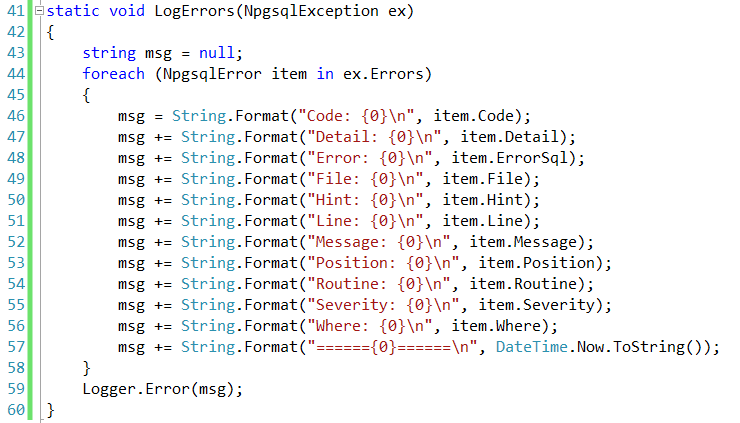 41 static void LogErrors(NpgsqlException ex)
42 {
43     string msg = null;
44     foreach (NpgsqlError item in ex.Errors)
45     {
46         msg = String.Format("Code: {0}\n", item.Code);
47         msg += String.Format("Detail: {0}\n", item.Detail);
48         msg += String.Format("Error: {0}\n", item.ErrorSql);
49         msg += String.Format("File: {0}\n", item.File);
50         msg += String.Format("Hint: {0}\n", item.Hint);
51         msg += String.Format("Line: {0}\n", item.Line);
52         msg += String.Format("Message: {0}\n", item.Message);
53         msg += String.Format("Position: {0}\n", item.Position);
54         msg += String.Format("Routine: {0}\n", item.Routine);
55         msg += String.Format("Severity: {0}\n", item.Severity);
56         msg += String.Format("Where: {0}\n", item.Where);
57         msg += String.Format("======{0}======\n", DateTime.Now.ToString());
58     }
59     Logger.Error(msg);
60 }